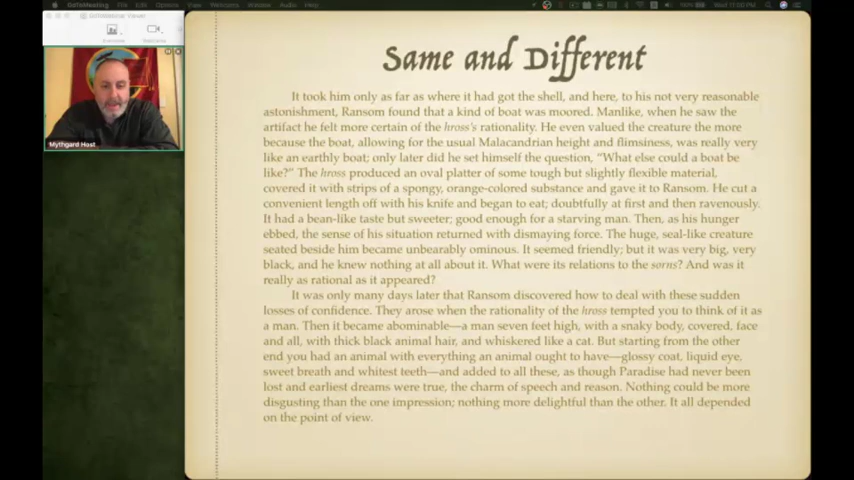 GoToMeeting File Edit Options View Webcams Window Audio Help
GoToWebinar Viewer
Mythgard Host
Same and Different
It took him only as far as where it had got the shell, and here, to his not very reasonable
astonishment, Ransom found that a kind of boat was moored. Manlike, when he saw the
artifact he felt more certain of the hross's rationality. He even valued the creature the more
because the boat, allowing for the usual Malacandrian height and flimsiness, was really very
like an earthly boat; only later did he set himself the question, “What else could a boat be
like?” The hross produced an oval platter of some tough but slightly flexible material,
covered it with strips of a spongy, orange-colored substance and gave it to Ransom. He cut a
convenient length off with his knife and began to eat; doubtfully at first and then ravenously.
It had a bean-like taste but sweeter; good enough for a starving man. Then, as his hunger
ebbed, the sense of his situation returned with dismaying force. The huge, seal-like creature
seated beside him became unbearably ominous. It seemed friendly; but it was very big, very
black, and he knew nothing at all about it. What were its relations to the sorns? And was it
really as rational as it appeared?
It was only many days later that Ransom discovered how to deal with these sudden
losses of confidence. They arose when the rationality of the hross tempted you to think of it as
a man. Then it became abominable—a man seven feet high, with a snaky body, covered, face
and all, with thick black animal hair, and whiskered like a cat. But starting from the other
end you had an animal with everything an animal ought to have—glossy coat, liquid eye,
sweet breath and whitest teeth—and added to all these, as though Paradise had never been
lost and earliest dreams were true, the charm of speech and reason. Nothing could be more
disgusting than the one impression; nothing more delightful than the other. It all depended
on the point of view.